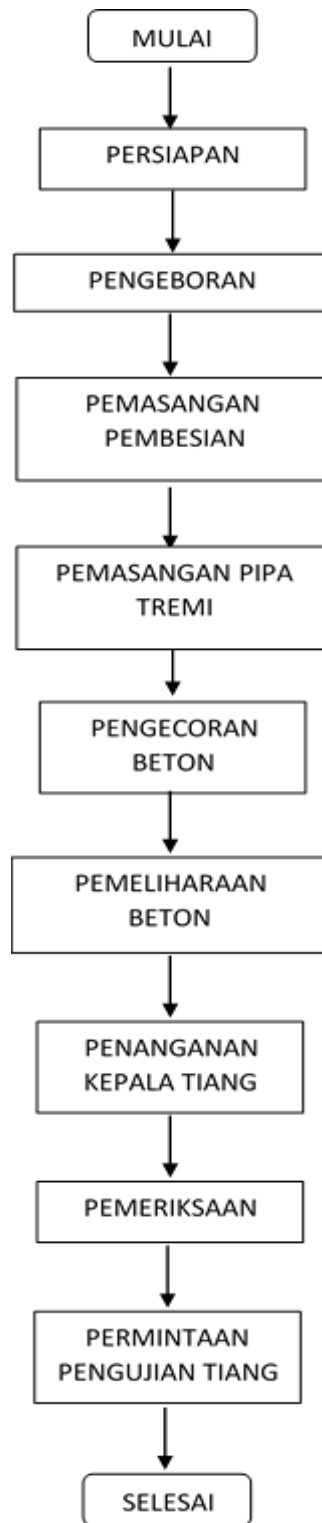 MULAI
PERSIAPAN
PENGEBORAN
PEMASANGAN
PEMBESIAN
PEMASANGAN PIPA
TREMI
PENGECORAN
BETON
PEMELIHARAAN
BETON
PENANGANAN
KEPALA TIANG
PEMERIKSAAN
PERMINTAAN
PENGUJIAN TIANG
SELESAI